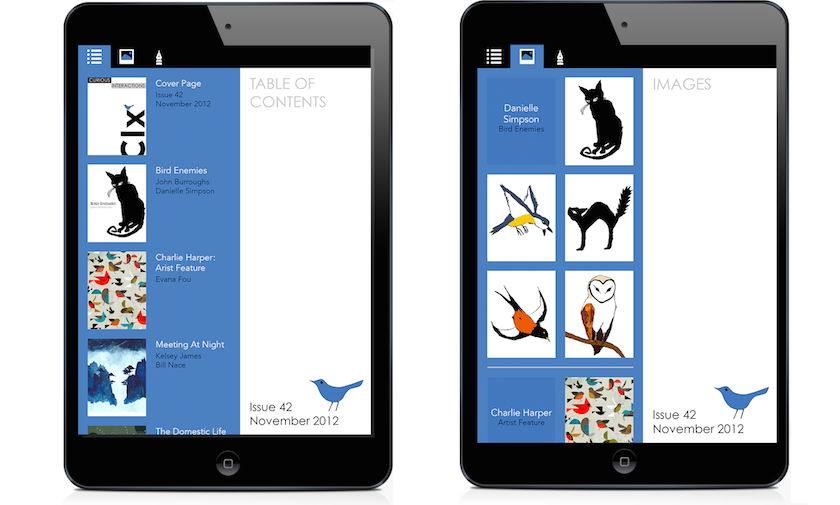 CURIOUS
INTERACTIONS
CIx
Cover Page
Issue 42
November 2012
Bird Enemies
John Burroughs
Danielle Simpson
BIRD ENEMIES
Charlie Harper:
Arist Feature
Evana Fou
Meeting At Night
Kelsey James
Bill Nace
The Domestic Life
TABLE OF
CONTENTS
Issue 42
November 2012
Danielle
Simpson
Bird Enemies
Charlie Harper
Artist Feature
IMAGES
Issue 42
November 2012